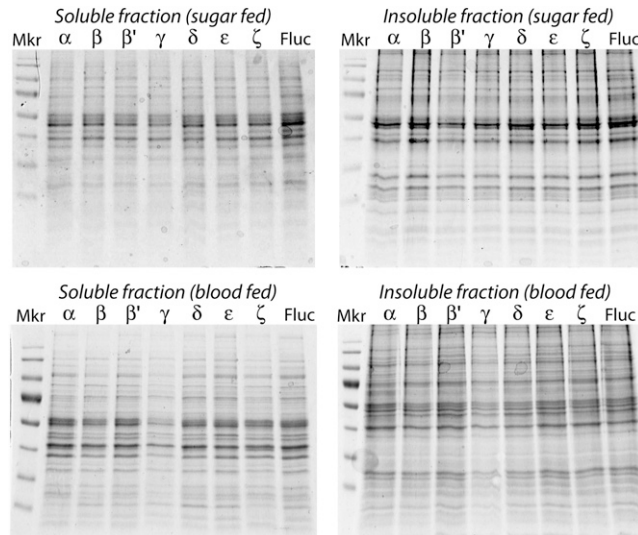 Soluble fraction (sugar fed)
Mkr α β β' γ δ ε ζ Fluc
Insoluble fraction (sugar fed)
Mkr α β β' γ δ ε ζ Fluc
Soluble fraction (blood fed)
Mkr α β β' γ δ ε ζ Fluc
Insoluble fraction (blood fed)
Mkr α β β' γ δ ε ζ Fluc